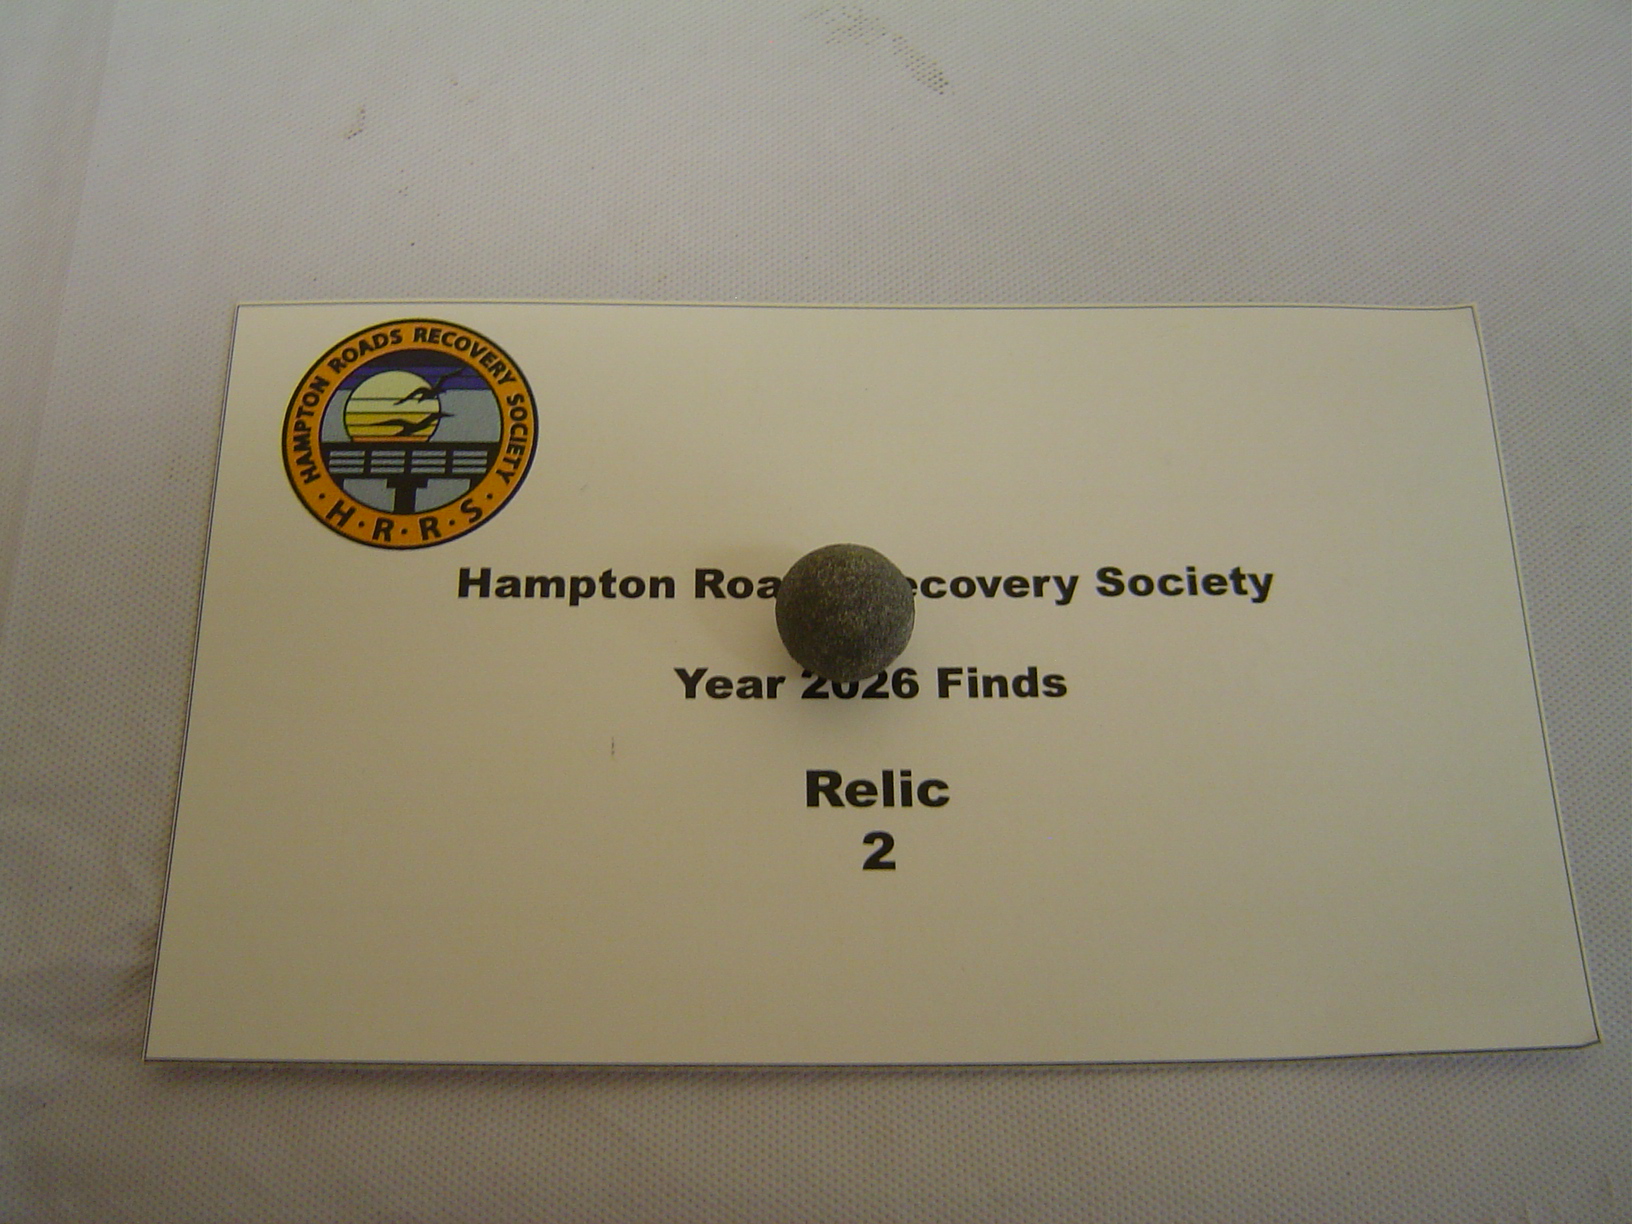 HAMPTON ROADS RECOVERY SOCIETY
· H · R · R · S ·
Hampton Roa ecovery Society
Year 2026 Finds
Relic
2